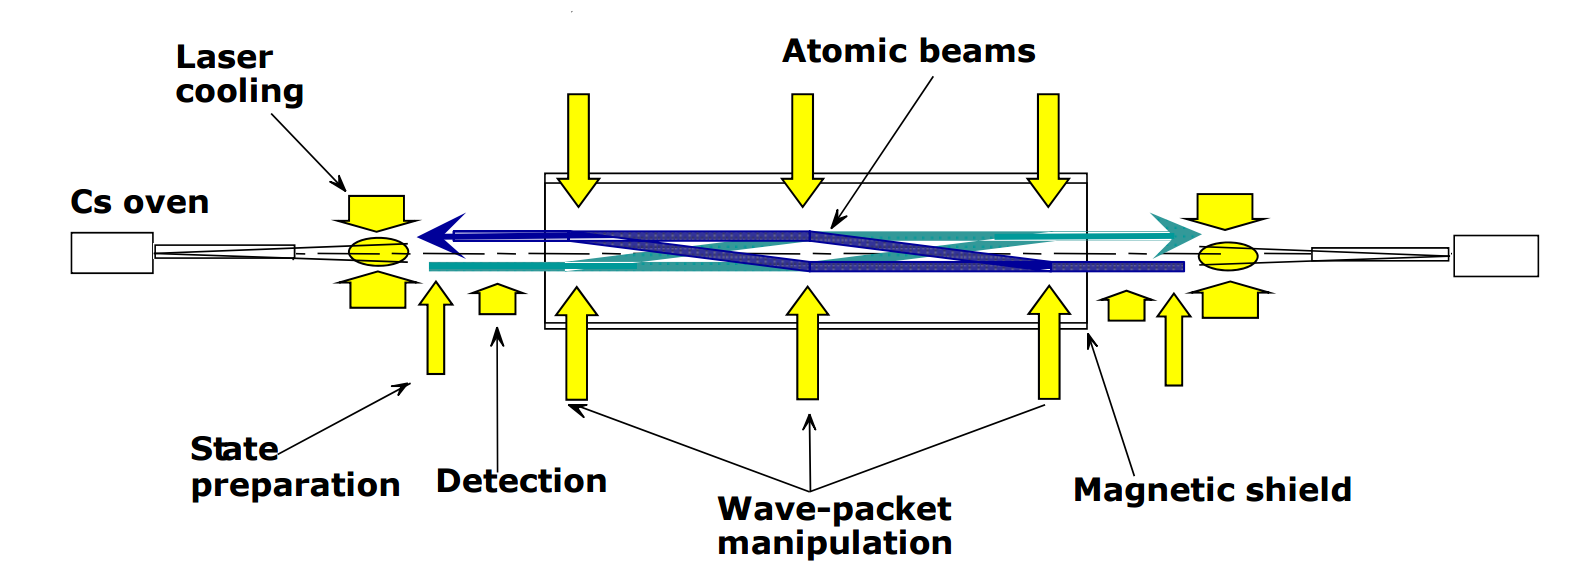 Laser
cooling
Atomic beams
Cs oven
State
preparation
Detection
Wave-packet
manipulation
Magnetic shield